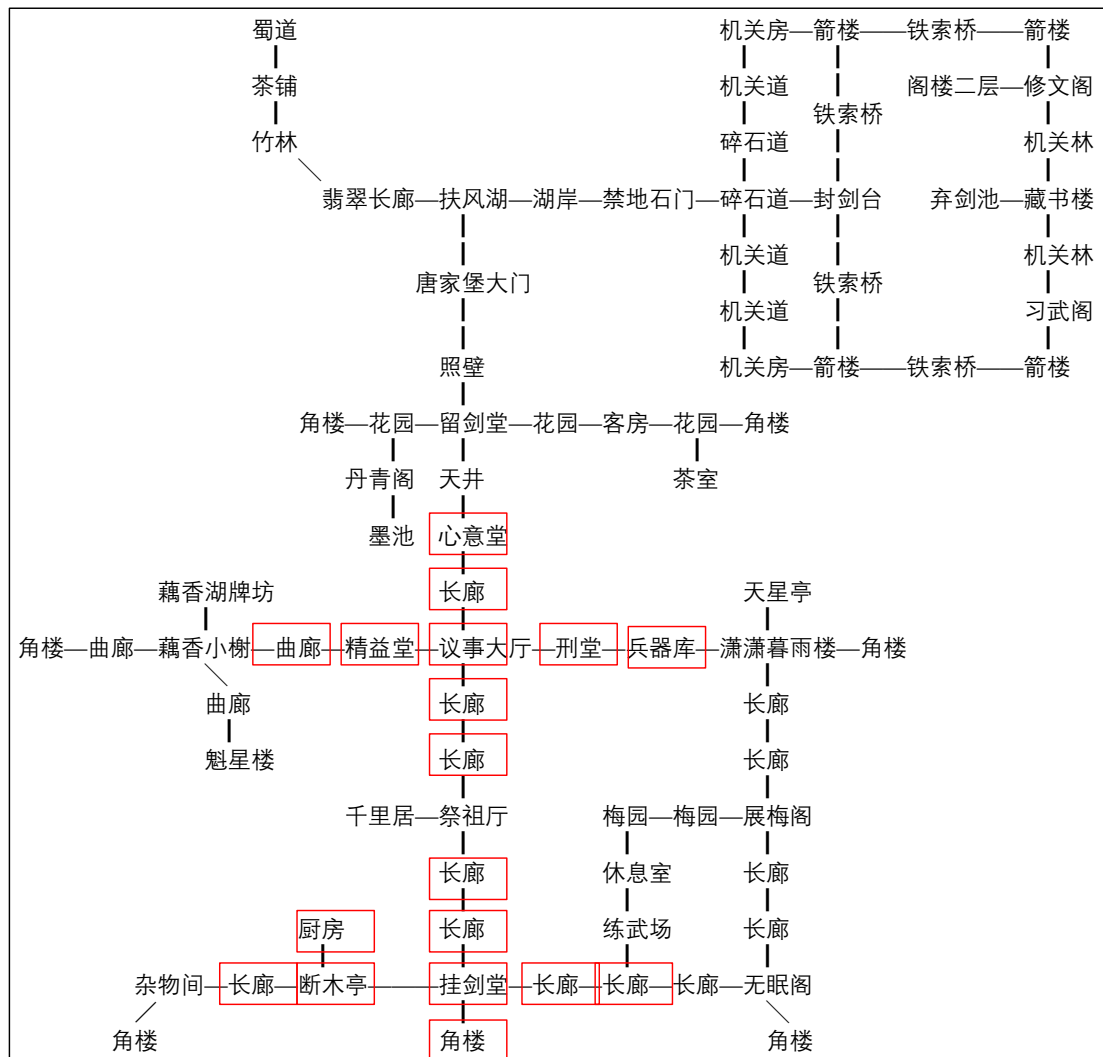 蜀道 机关房 箭楼 铁索桥 箭楼
茶铺 机关道 阁楼二层 修文阁
铁索桥
竹林 碎石道 机关林
翡翠长廊 扶风湖 湖岸 禁地石门 碎石道 封剑台 弃剑池 藏书楼
机关道 机关林
唐家堡大门 铁索桥
机关道 习武阁
照壁 机关房 箭楼 铁索桥 箭楼
角楼 花园 留剑堂 花园 客房 花园 角楼
丹青阁 天井 茶室
墨池 心意堂
藕香湖牌坊 长廊 天星亭
角楼 曲廊 藕香小榭 曲廊 精益堂 议事大厅 刑堂 兵器库 潇潇暮雨楼 角楼
曲廊 长廊 长廊
魁星楼 长廊 长廊
千里居 祭祖厅 梅园 梅园 展梅阁
长廊 休息室 长廊
厨房 长廊 练武场 长廊
杂物间 长廊 断木亭 挂剑堂 长廊 长廊 长廊 无眠阁
角楼 角楼 角楼